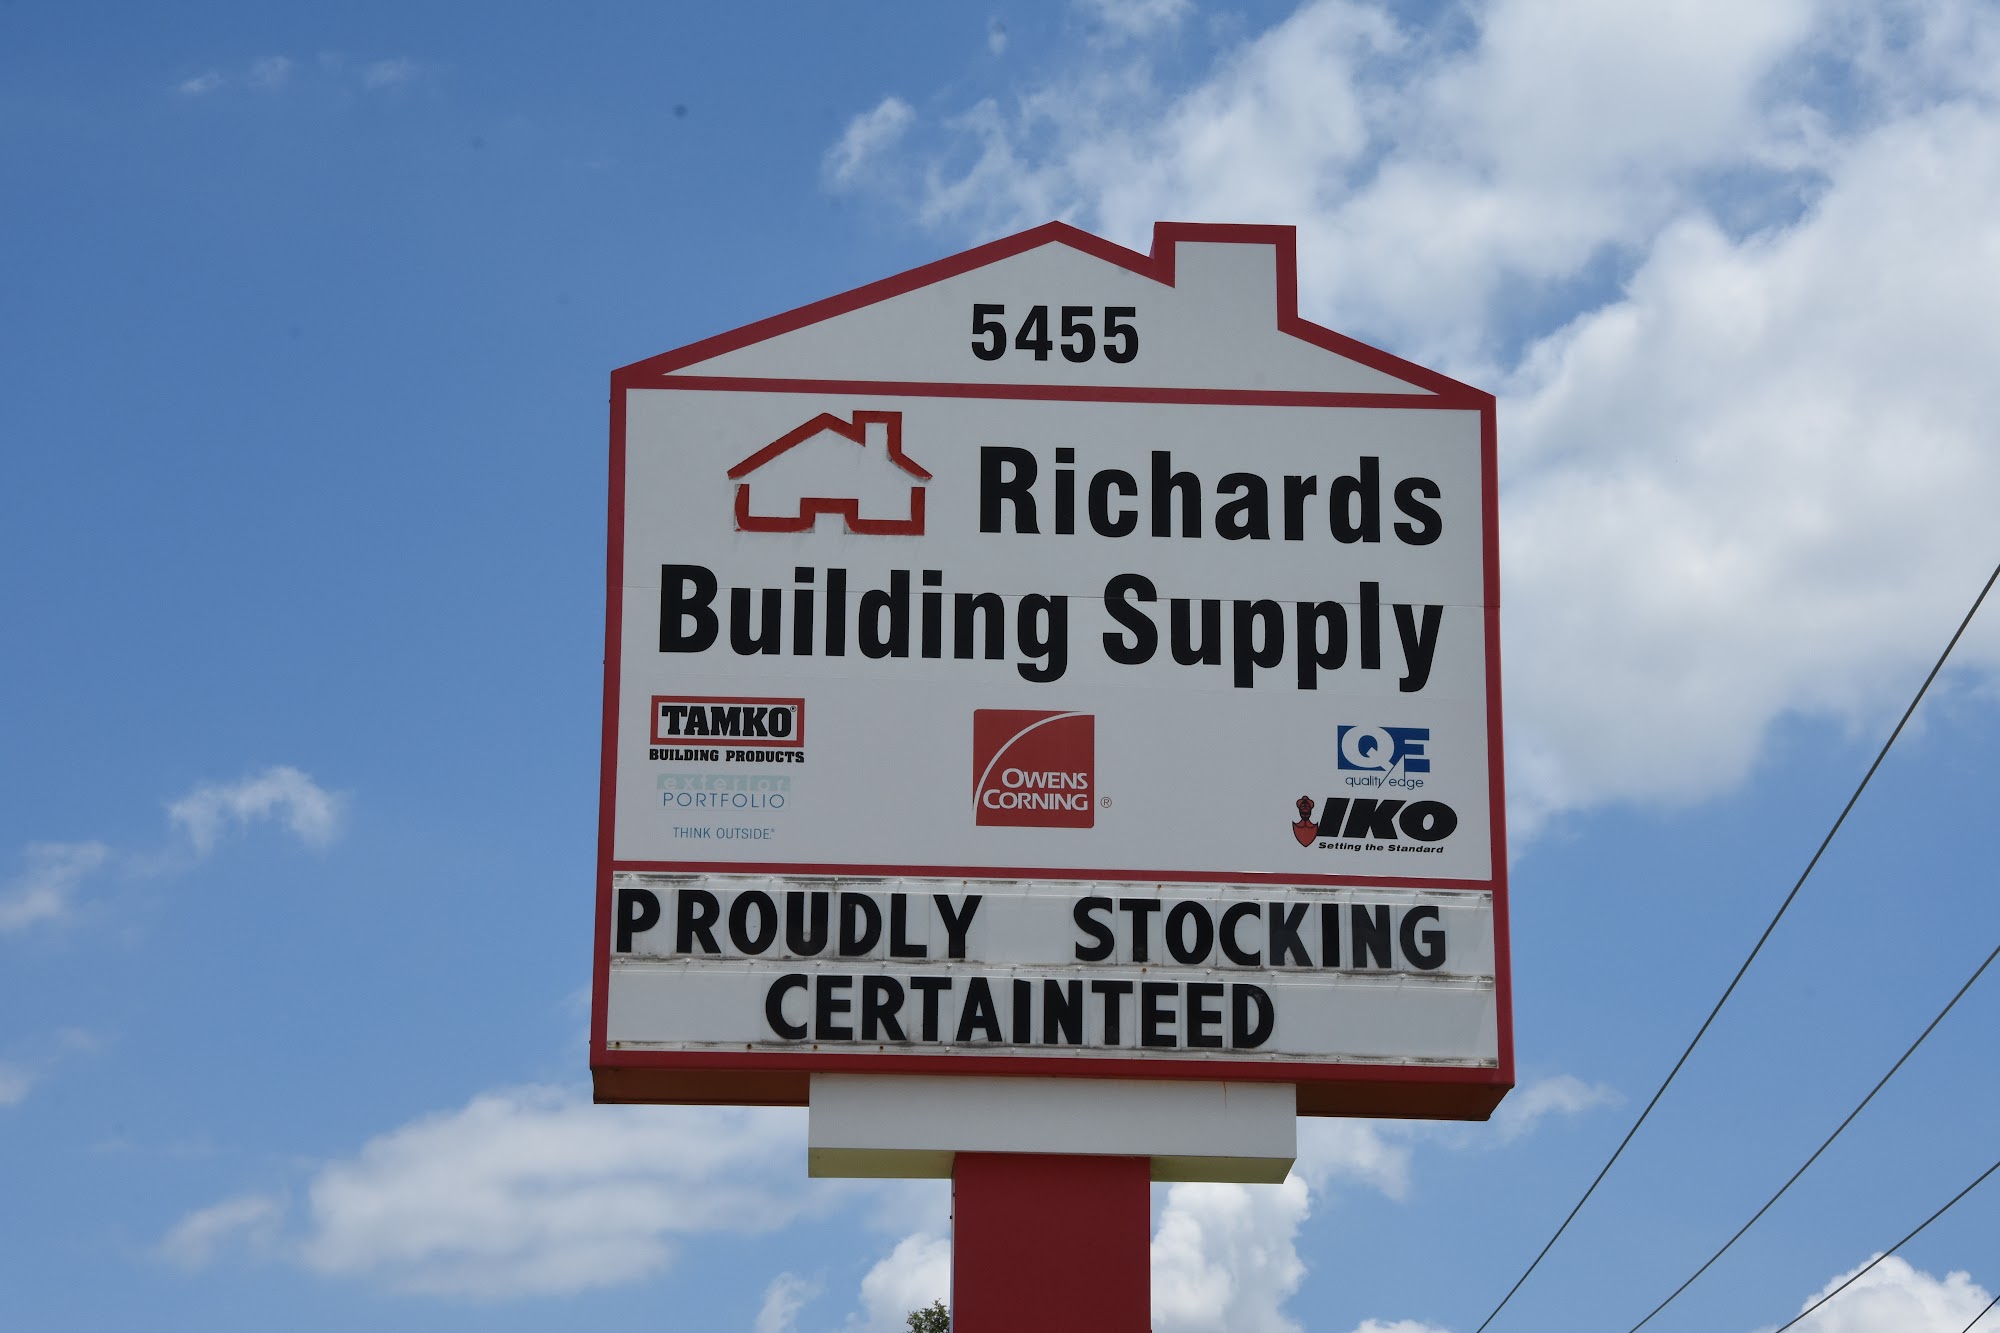 5455
Richards
Building Supply
TAMKO®
BUILDING PRODUCTS
exterior
PORTFOLIO
THINK OUTSIDE.®
OWENS
CORNING ®
QE
quality edge
IKO
Setting the Standard
PROUDLY STOCKING
CERTAINTEED